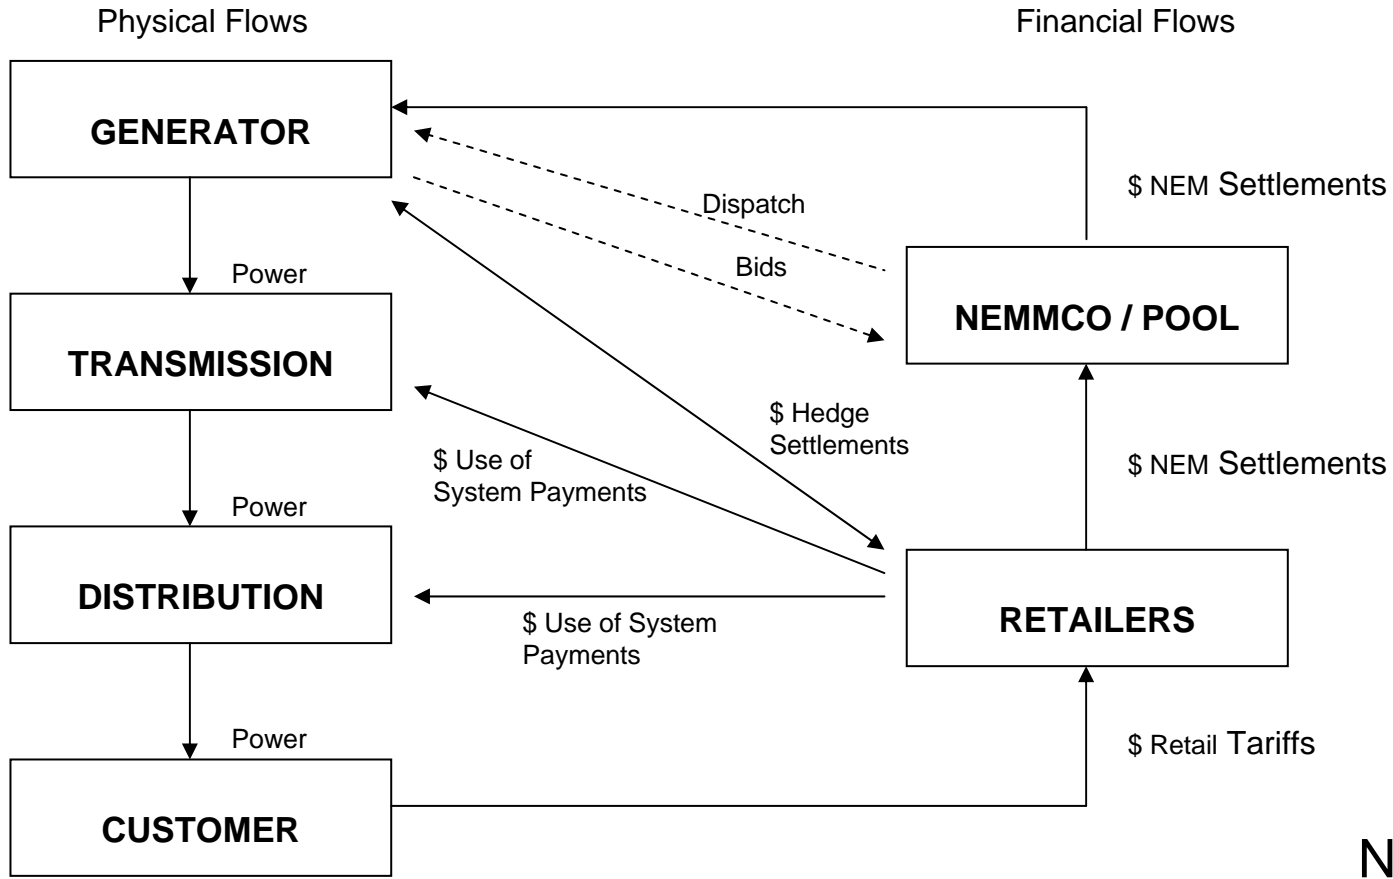 Physical Flows
Financial Flows
GENERATOR
$ NEM Settlements
Dispatch
Bids
Power
NEMMCO / POOL
TRANSMISSION
$ Hedge
Settlements
$ Use of
System Payments
$ NEM Settlements
Power
DISTRIBUTION
RETAILERS
$ Use of System
Payments
Power
$ Retail Tariffs
CUSTOMER
N